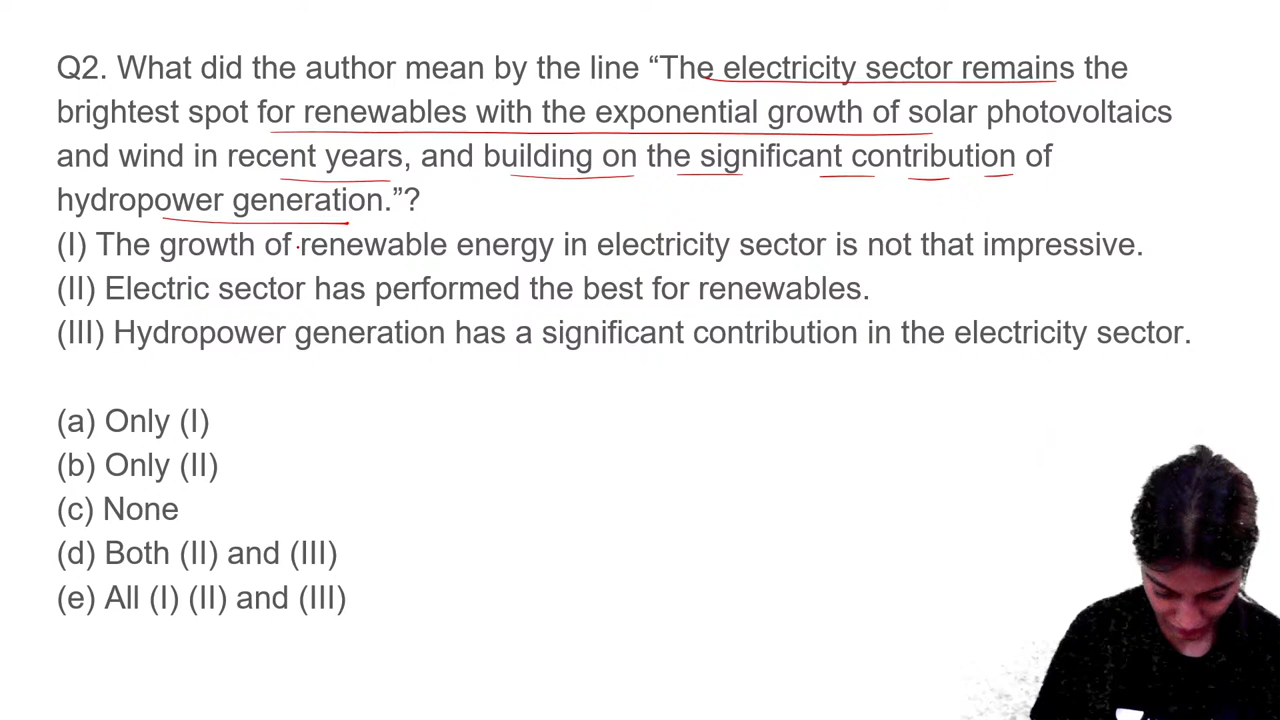 Q2. What did the author mean by the line “The electricity sector remains the
brightest spot for renewables with the exponential growth of solar photovoltaics
and wind in recent years, and building on the significant contribution of
hydropower generation.”?
(I) The growth of renewable energy in electricity sector is not that impressive.
(II) Electric sector has performed the best for renewables.
(III) Hydropower generation has a significant contribution in the electricity sector.
(a) Only (I)
(b) Only (II)
(c) None
(d) Both (II) and (III)
(e) All (I) (II) and (III)